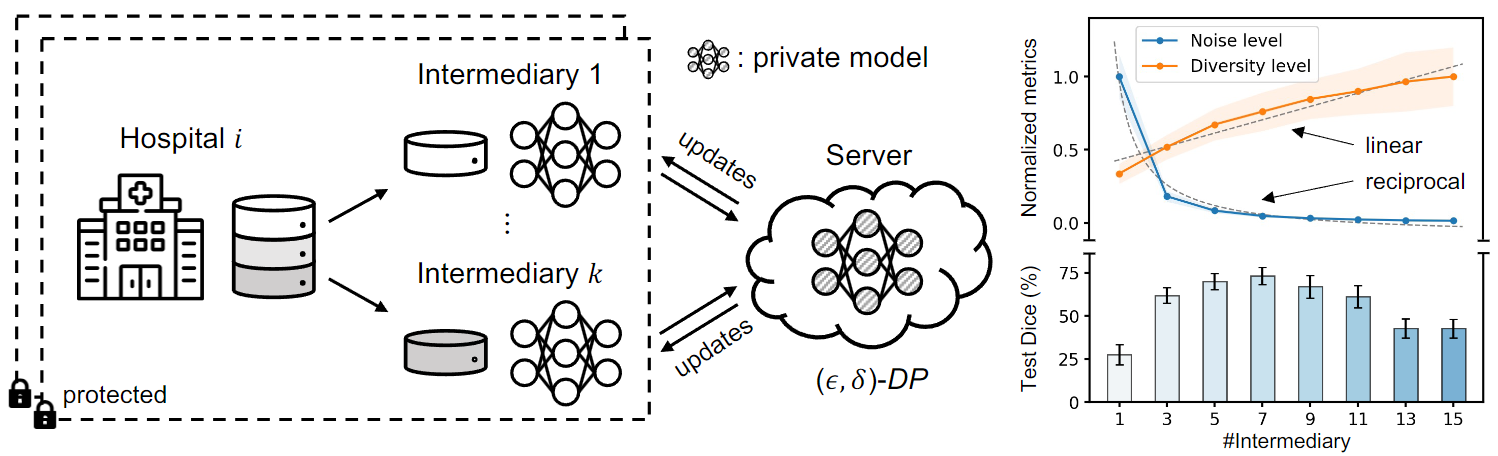 Hospital i
Intermediary 1
⋮
Intermediary k
protected
: private model
updates
Server
updates
(ϵ, δ)-DP
Normalized metrics
1.0
0.5
0.0
Noise level
Diversity level
linear
reciprocal
Test Dice (%)
75
50
25
0
1 3 5 7 9 11 13 15
#Intermediary